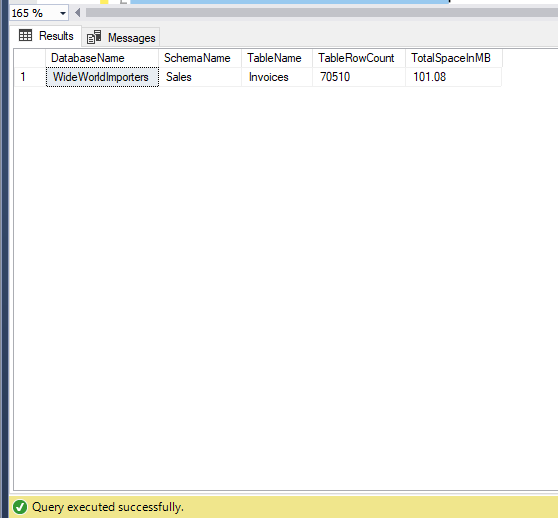 165 %
Results Messages
DatabaseName SchemaName TableName TableRowCount TotalSpaceInMB
1 WideWorldImporters Sales Invoices 70510 101.08
Query executed successfully.